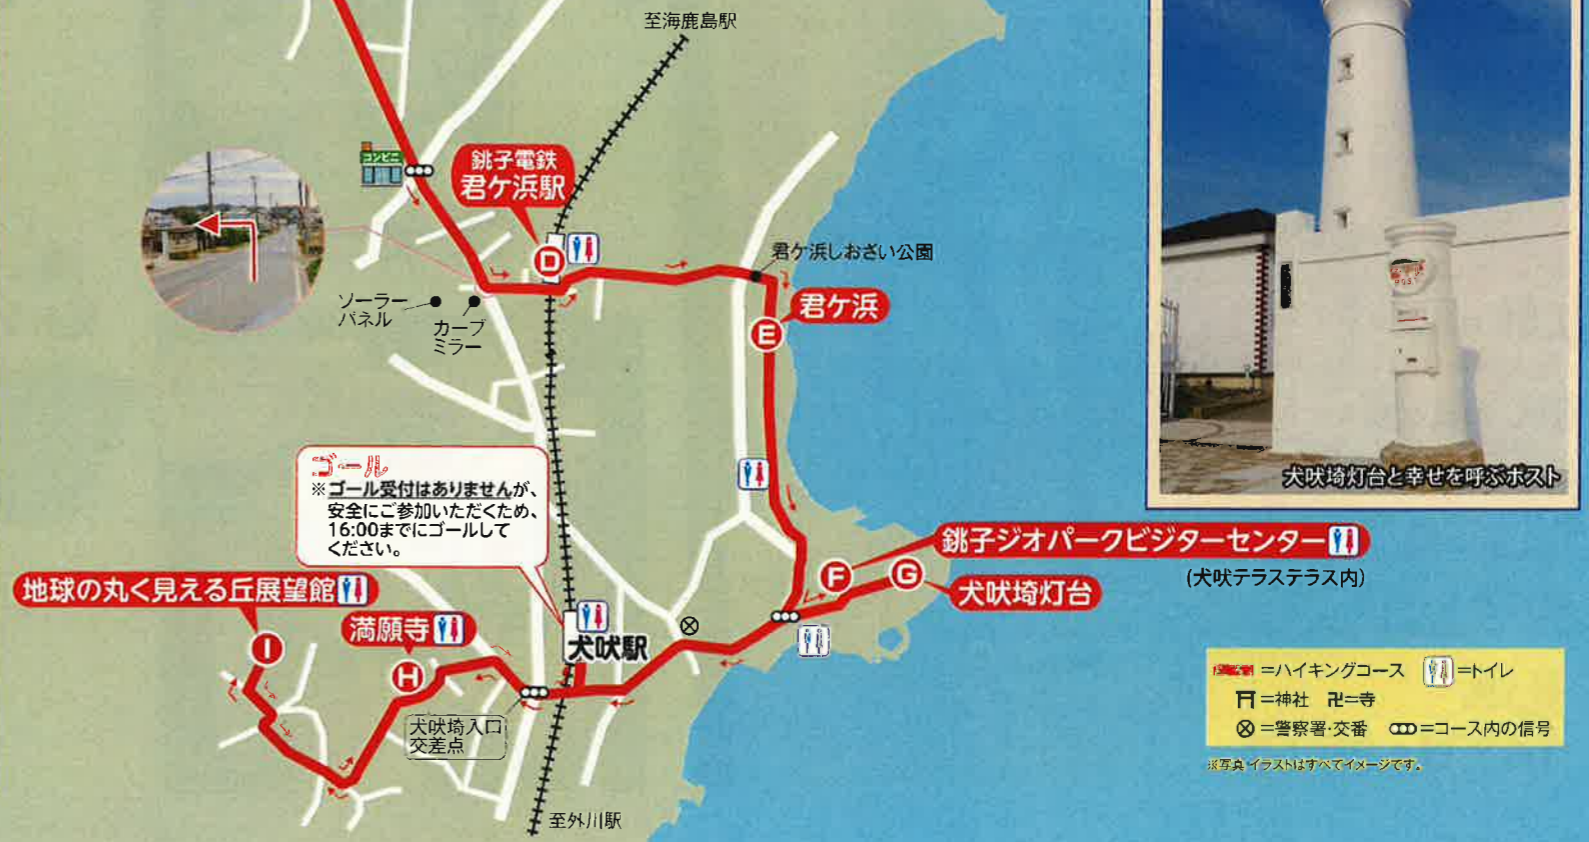 至海鹿島駅
コンビニ
銚子電鉄
君ケ浜駅
D
君ケ浜しおざい公園
ソーラー
パネル
カーブ
ミラー
君ケ浜
E
犬吠埼灯台と幸せを呼ぶポスト
ゴール
※ゴール受付はありませんが、
安全にご参加いただくため、
16:00までにゴールして
ください。
銚子ジオパークビジターセンター
(犬吠テラステラス内)
F
G
犬吠埼灯台
地球の丸く見える丘展望館
満願寺
I
H
犬吠駅
犬吠埼入口
交差点
至外川駅
=ハイキングコース
=トイレ
=神社 卍=寺
=警察署・交番
=コース内の信号
※写真 イラストはすべてイメージです。